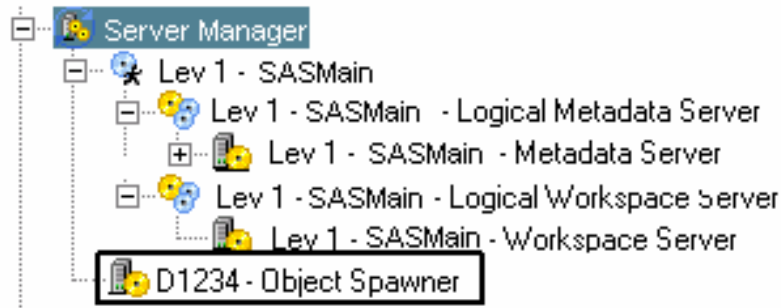 Server Manager
Lev 1 - SASMain
Lev 1 - SASMain - Logical Metadata Server
Lev 1 - SASMain - Metadata Server
Lev 1 - SASMain - Logical Workspace Server
Lev 1 - SASMain - Workspace Server
D1234 - Object Spawner